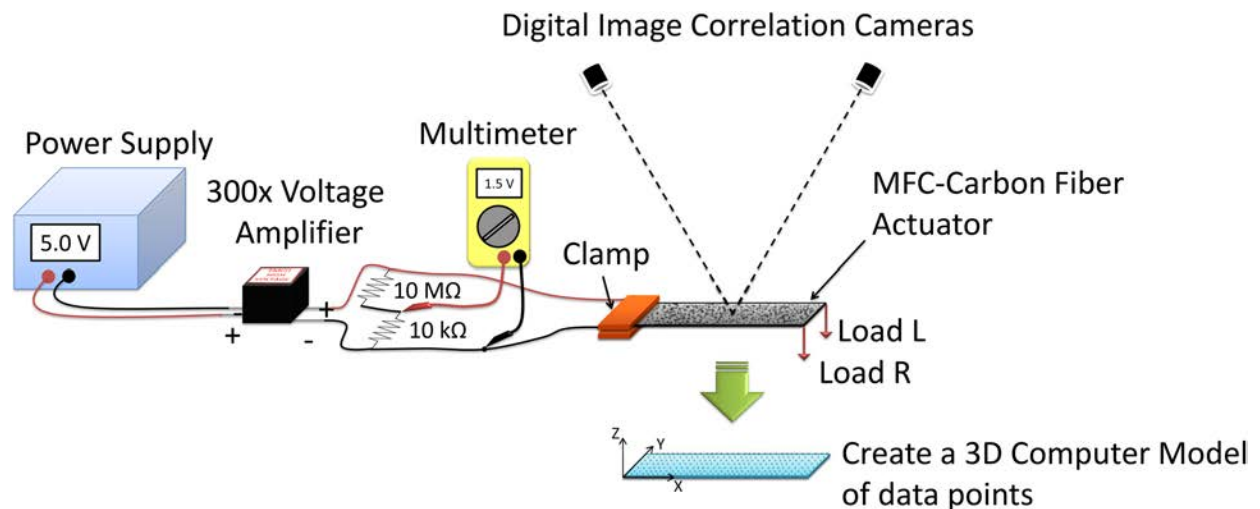 Digital Image Correlation Cameras
Power Supply
Multimeter
300x Voltage
Amplifier
1.5 V
MFC-Carbon Fiber
Actuator
5.0 V
Clamp
10 MΩ
10 kΩ
+
-
+
-
Load L
Load R
Z
Y
X
Create a 3D Computer Model
of data points